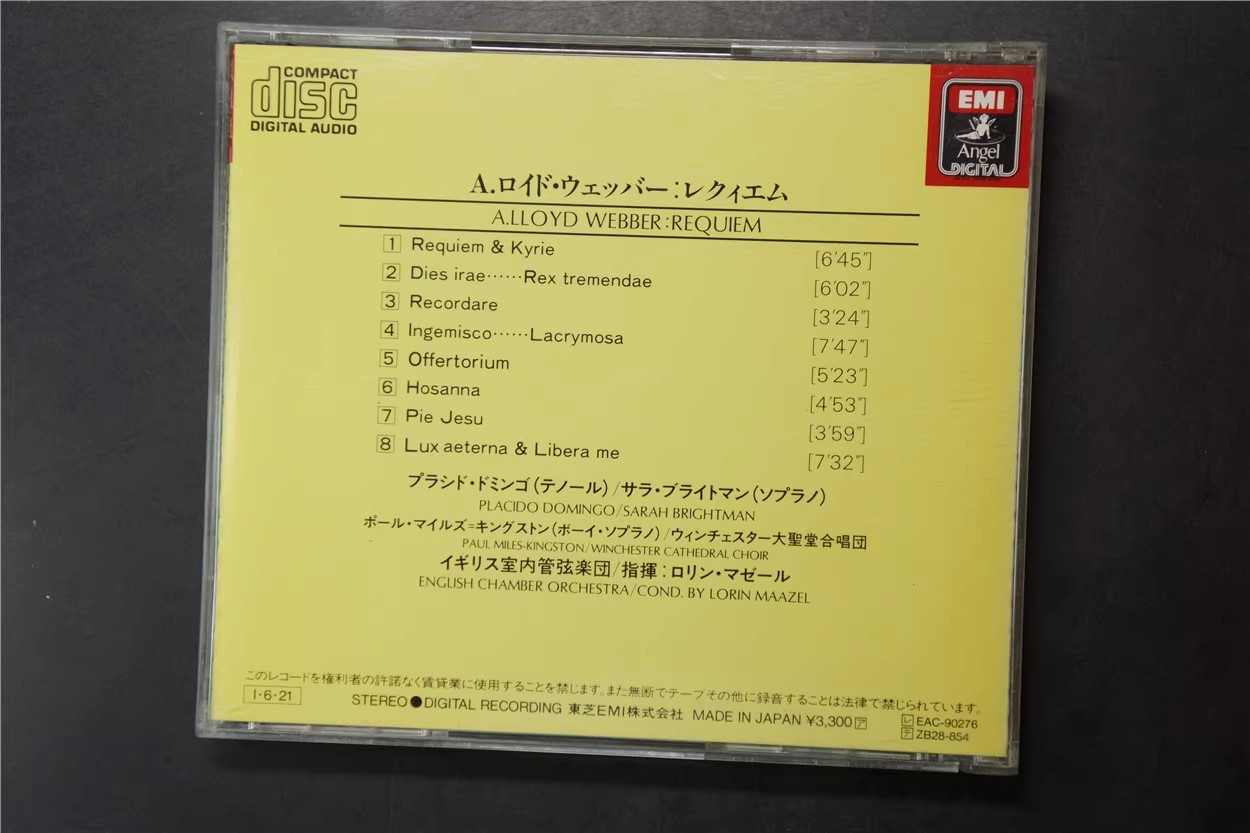 COMPACT
disc
DIGITAL AUDIO
EMI
Angel
DIGITAL
A.ロイド・ウェッバー:レクィエム
A.LLOYD WEBBER:REQUIEM
1 Requiem & Kyrie [6'45"]
2 Dies irae……Rex tremendae [6'02"]
3 Recordare [3'24"]
4 Ingemisco……Lacrymosa [7'47"]
5 Offertorium [5'23"]
6 Hosanna [4'53"]
7 Pie Jesu [3'59"]
8 Lux aeterna & Libera me [7'32"]
プラシド・ドミンゴ(テノール)/サラ・ブライトマン(ソプラノ)
PLACIDO DOMINGO/SARAH BRIGHTMAN
ポール・マイルズ=キングストン(ボーイ・ソプラノ)/ウィンチェスター大聖堂合唱団
PAUL MILES-KINGSTON/WINCHESTER CATHEDRAL CHOIR
イギリス室内管弦楽団/指揮:ロリン・マゼール
ENGLISH CHAMBER ORCHESTRA/COND. BY LORIN MAAZEL
このレコードを権利者の許諾なく賃貸業に使用することを禁じます。また無断でテープその他に録音することは法律で禁じられています。
I・6・21
STEREO●DIGITAL RECORDING 東芝EMI株式会社 MADE IN JAPAN ¥3,300 ア
レ EAC-90276
テ ZB28-854